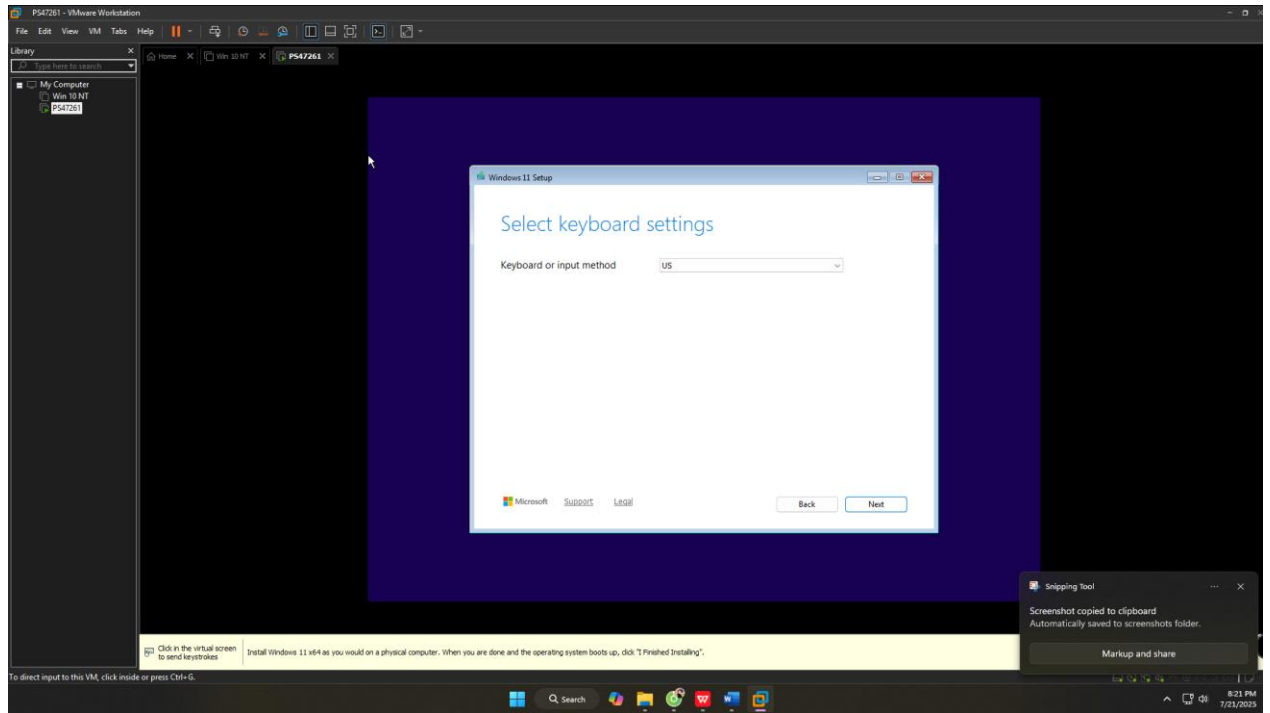 PS47261 - VMware Workstation
File Edit View VM Tabs Help
Library
Type here to search
Home
Win 10 NT
PS47261
My Computer
Win 10 NT
PS47261
Windows 11 Setup
Select keyboard settings
Keyboard or input method
US
Microsoft Support Legal
Back Next
Snipping Tool
Screenshot copied to clipboard
Automatically saved to screenshots folder.
Markup and share
Click in the virtual screen
to send keystrokes
Install Windows 11 x64 as you would on a physical computer. When you are done and the operating system boots up, click "I Finished Installing".
To direct input to this VM, click inside or press Ctrl+G.
Search
8:21 PM
7/21/2025